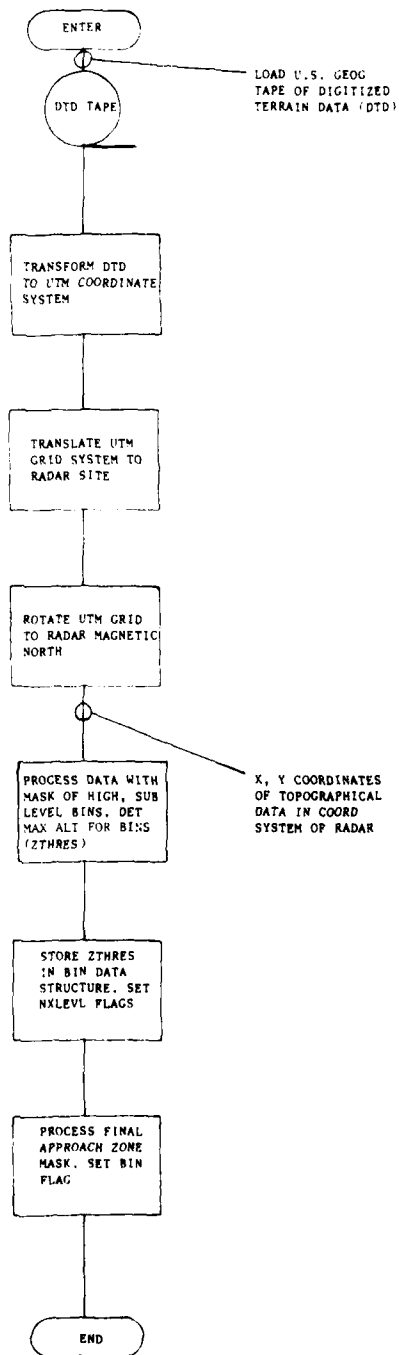 ENTER
LOAD U.S. GEOG
TAPE OF DIGITIZED
TERRAIN DATA (DTD)
DTD TAPE
TRANSFORM DTD
TO UTM COORDINATE
SYSTEM
TRANSLATE UTM
GRID SYSTEM TO
RADAR SITE
ROTATE UTM GRID
TO RADAR MAGNETIC
NORTH
X, Y COORDINATES
OF TOPOGRAPHICAL
DATA IN COORD
SYSTEM OF RADAR
PROCESS DATA WITH
MASK OF HIGH, SUB
LEVEL BINS. DET
MAX ALT FOR BINS
(ZTHRES)
STORE ZTHRES
IN BIN DATA
STRUCTURE. SET
NXLEVL FLAGS
PROCESS FINAL
APPROACH ZONE
MASK. SET BIN
FLAG
END